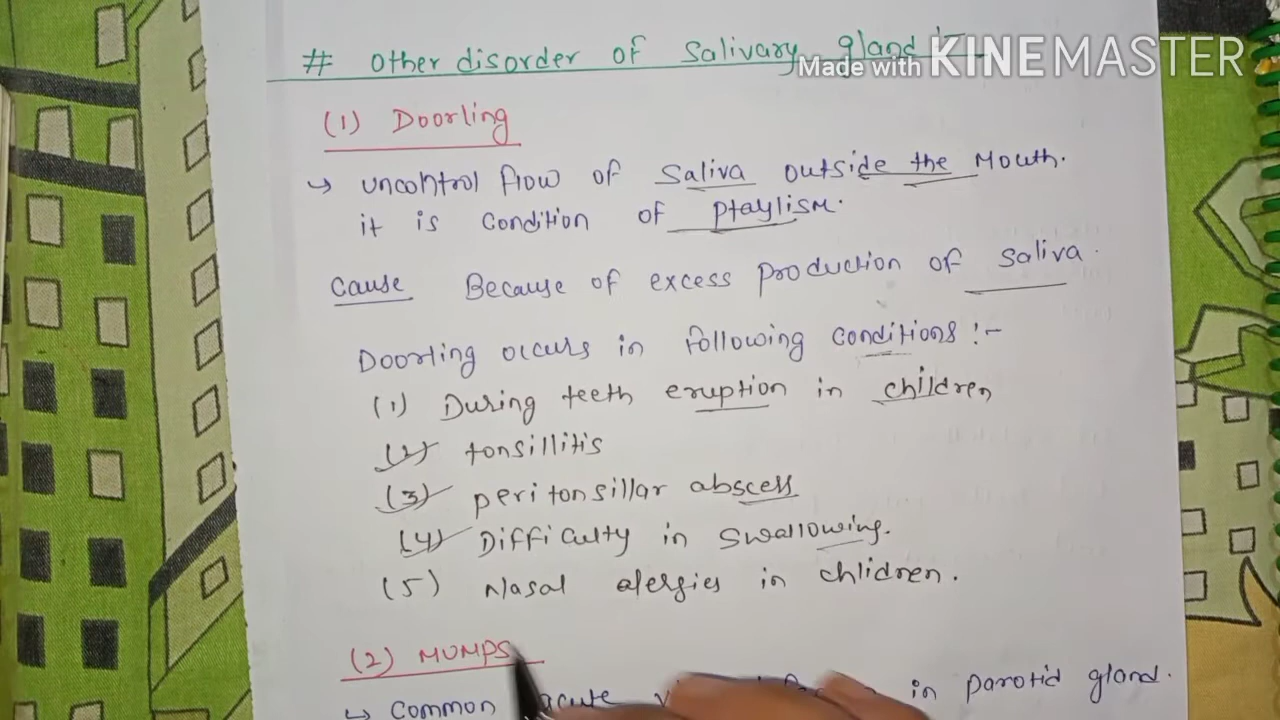 # Other disorder of Salivary gland :-
Made with KINEMASTER
(1) Doorling
↳ uncontrol flow of Saliva outside the Mouth.
it is condition of ptaylism.
Cause Because of excess production of saliva.
Doorling occurs in following conditions :-
(1) During teeth eruption in children
(2) tonsillitis
(3) peritonsillar abscess
(4) Difficulty in swallowing.
(5) Nasal alergies in chlidren.
(2) MUMPS
↳ Common acute in parotid gland.